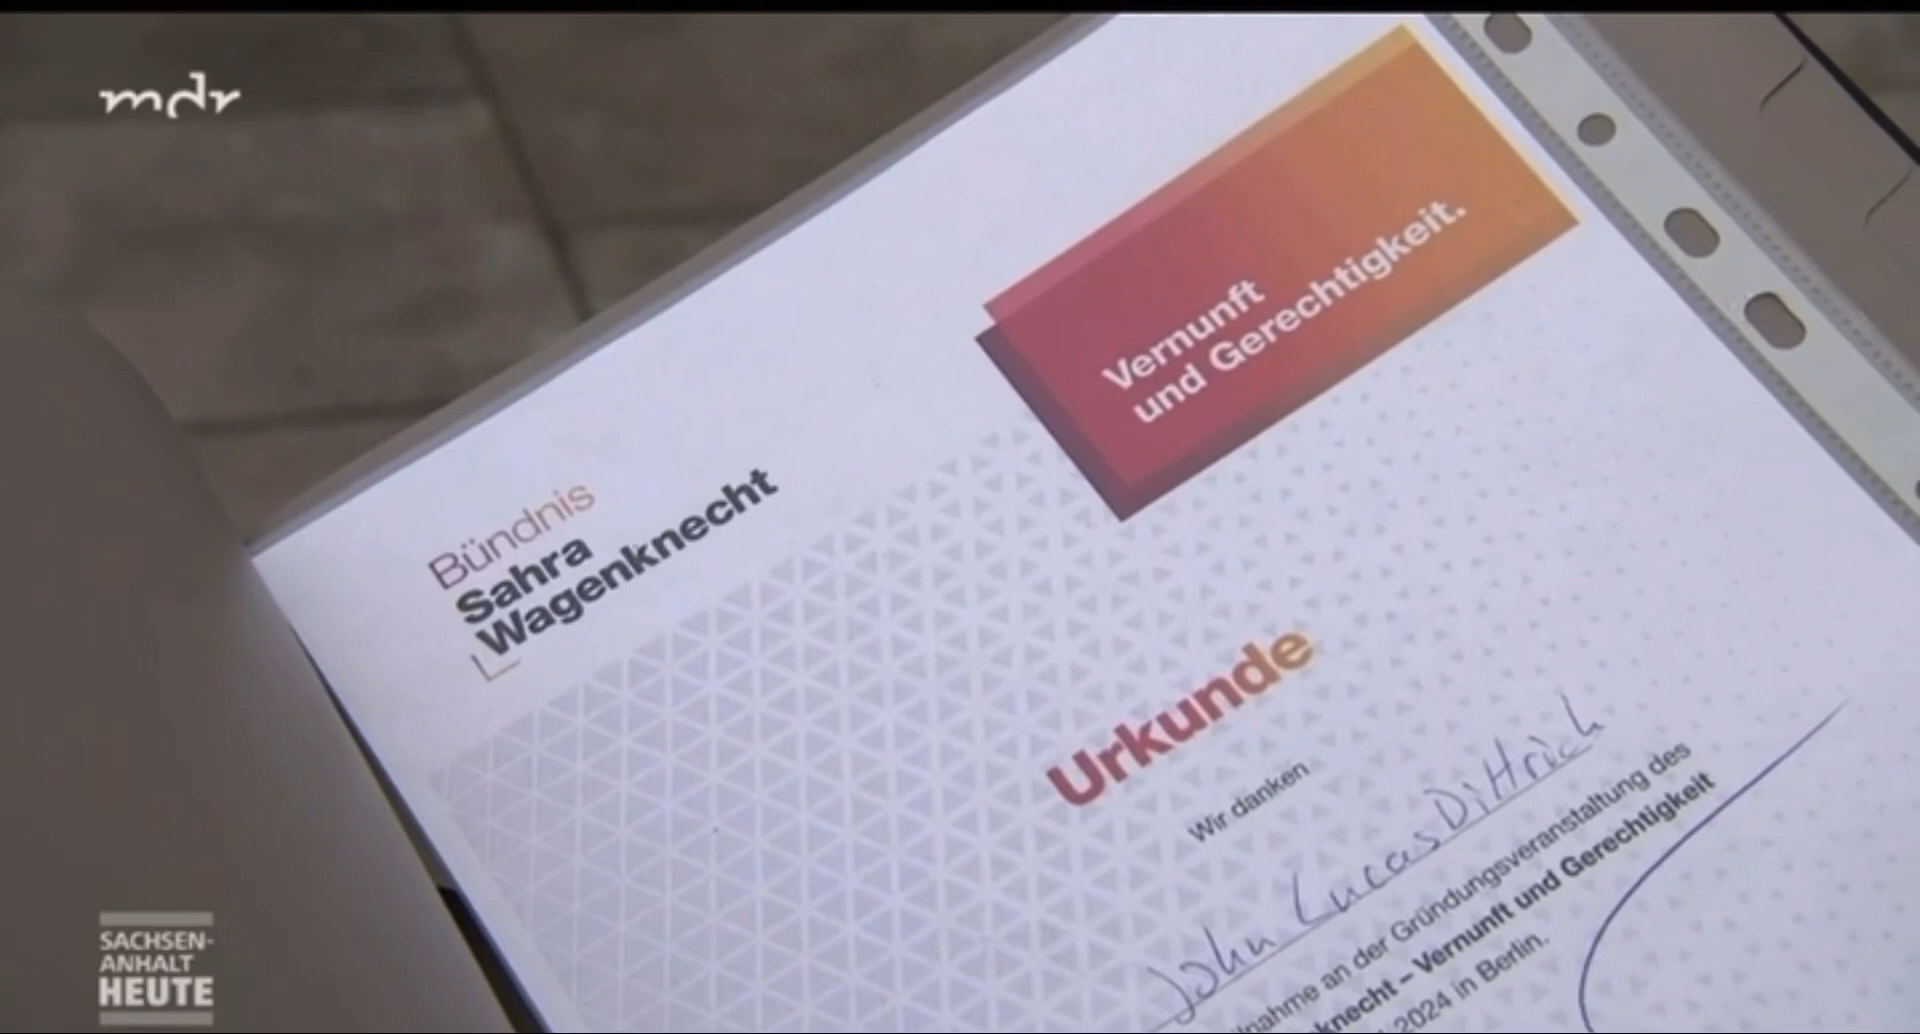 mdr
Vernunft
und Gerechtigkeit.
Bündnis
Sahra
Wagenknecht
Urkunde
Wir danken
John Lucas Dittrich
an der Gründungsveranstaltung des
– Vernunft und Gerechtigkeit
2024 in Berlin.
SACHSEN-
ANHALT
HEUTE